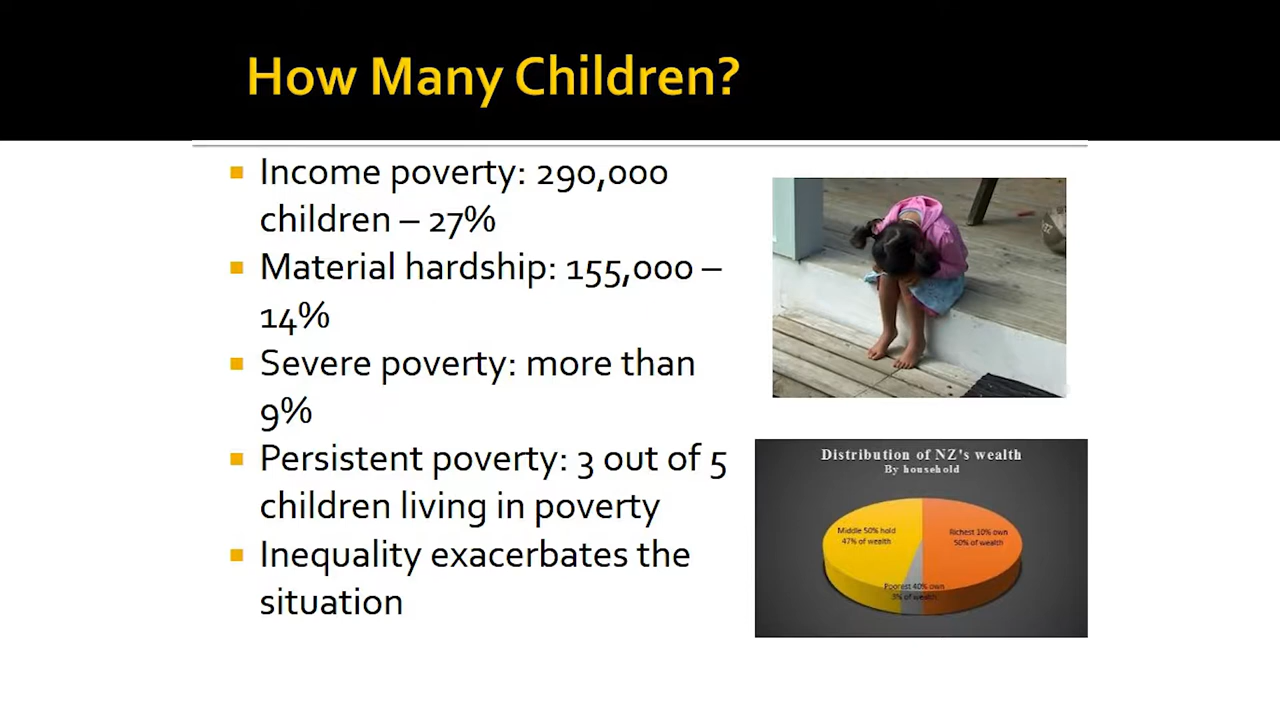 How Many Children?
Income poverty: 290,000
children – 27%
Material hardship: 155,000 –
14%
Severe poverty: more than
9%
Persistent poverty: 3 out of 5
children living in poverty
Inequality exacerbates the
situation
Distribution of NZ's wealth
By household
Middle 50% hold
47% of wealth
Richest 10% own
50% of wealth
Poorest 40% own
3% of wealth